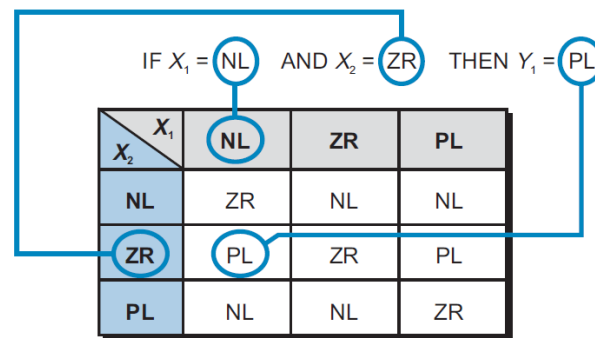 IF X₁ = NL AND X₂ = ZR THEN Y₁ = PL
X₁ NL ZR PL
X₂
NL ZR NL NL
ZR PL ZR PL
PL NL NL ZR